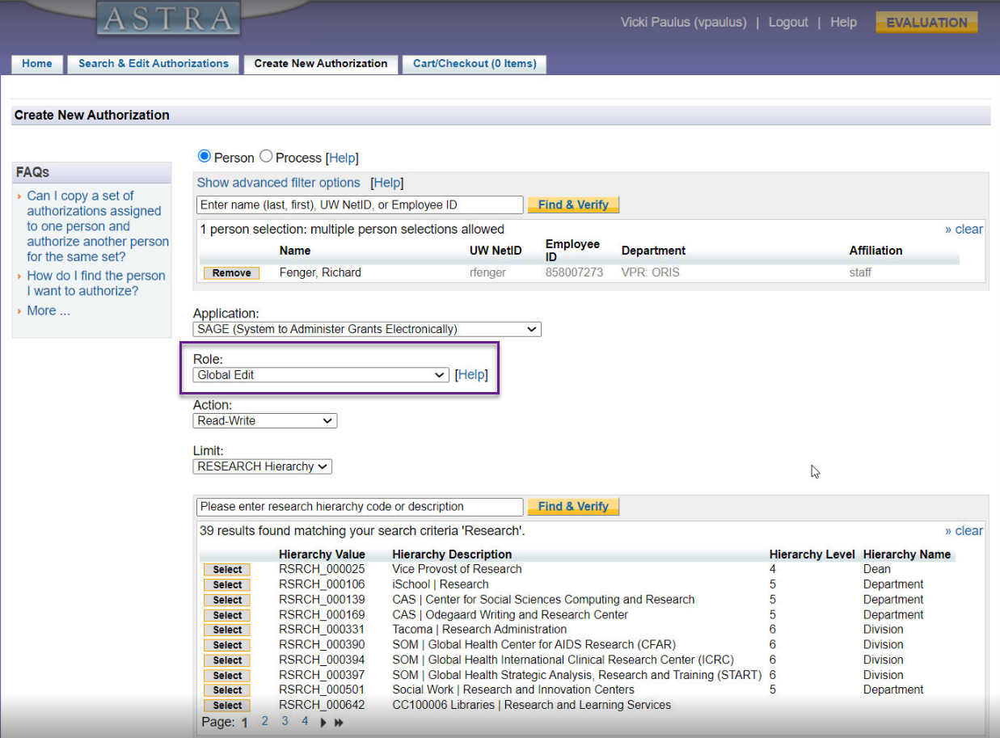 ASTRA
Vicki Paulus (vpaulus) | Logout | Help EVALUATION
Home Search & Edit Authorizations Create New Authorization Cart/Checkout (0 Items)
Create New Authorization
FAQs
› Can I copy a set of
authorizations assigned
to one person and
authorize another person
for the same set?
› How do I find the person
I want to authorize?
› More ...
Person Process [Help]
Show advanced filter options [Help]
Enter name (last, first), UW NetID, or Employee ID Find & Verify
1 person selection: multiple person selections allowed » clear
Name UW NetID Employee ID Department Affiliation
Remove Fenger, Richard rfenger 858007273 VPR: ORIS staff
Application:
SAGE (System to Administer Grants Electronically)
Role:
Global Edit [Help]
Action:
Read-Write
Limit:
RESEARCH Hierarchy
Please enter research hierarchy code or description Find & Verify
39 results found matching your search criteria 'Research'. » clear
Hierarchy Value Hierarchy Description Hierarchy Level Hierarchy Name
Select RSRCH_000025 Vice Provost of Research 4 Dean
Select RSRCH_000106 iSchool | Research 5 Department
Select RSRCH_000139 CAS | Center for Social Sciences Computing and Research 5 Department
Select RSRCH_000169 CAS | Odegaard Writing and Research Center 5 Department
Select RSRCH_000331 Tacoma | Research Administration 6 Division
Select RSRCH_000390 SOM | Global Health Center for AIDS Research (CFAR) 6 Division
Select RSRCH_000394 SOM | Global Health International Clinical Research Center (ICRC) 6 Division
Select RSRCH_000397 SOM | Global Health Strategic Analysis, Research and Training (START) 6 Division
Select RSRCH_000501 Social Work | Research and Innovation Centers 5 Department
Select RSRCH_000642 CC100006 Libraries | Research and Learning Services
Page: 1 2 3 4